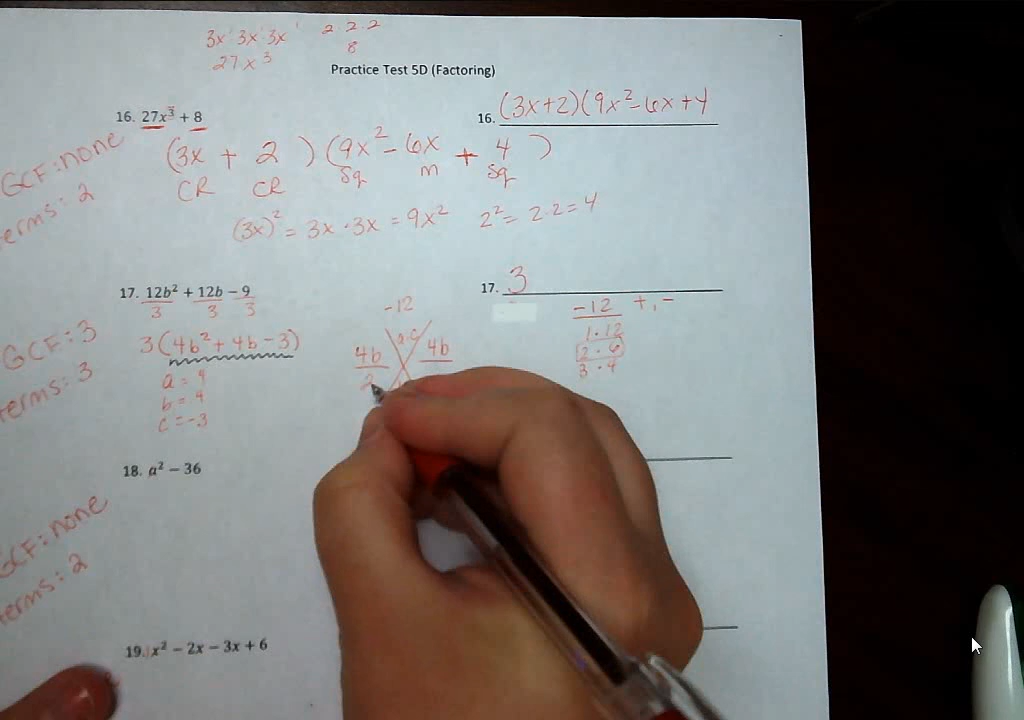 3x · 3x · 3x 2 · 2 · 2
27x³ 8
Practice Test 5D (Factoring)
16. 27x³ + 8
16. (3x+2)(9x²-6x+4
GCF: none
terms: 2
(3x + 2)(9x² - 6x + 4)
CR CR Sq m Sq
(3x)² = 3x · 3x = 9x² 2² = 2·2 = 4
17. 12b² + 12b - 9
3 3 3
17. 3
GCF: 3
terms: 3
3(4b² + 4b - 3)
a = 4
b = 4
c = -3
-12
a·c
4b 4b
-12 +, -
1 · 12
2 · 6
3 · 4
18. a² - 36
GCF: none
terms: 2
19. x² - 2x - 3x + 6